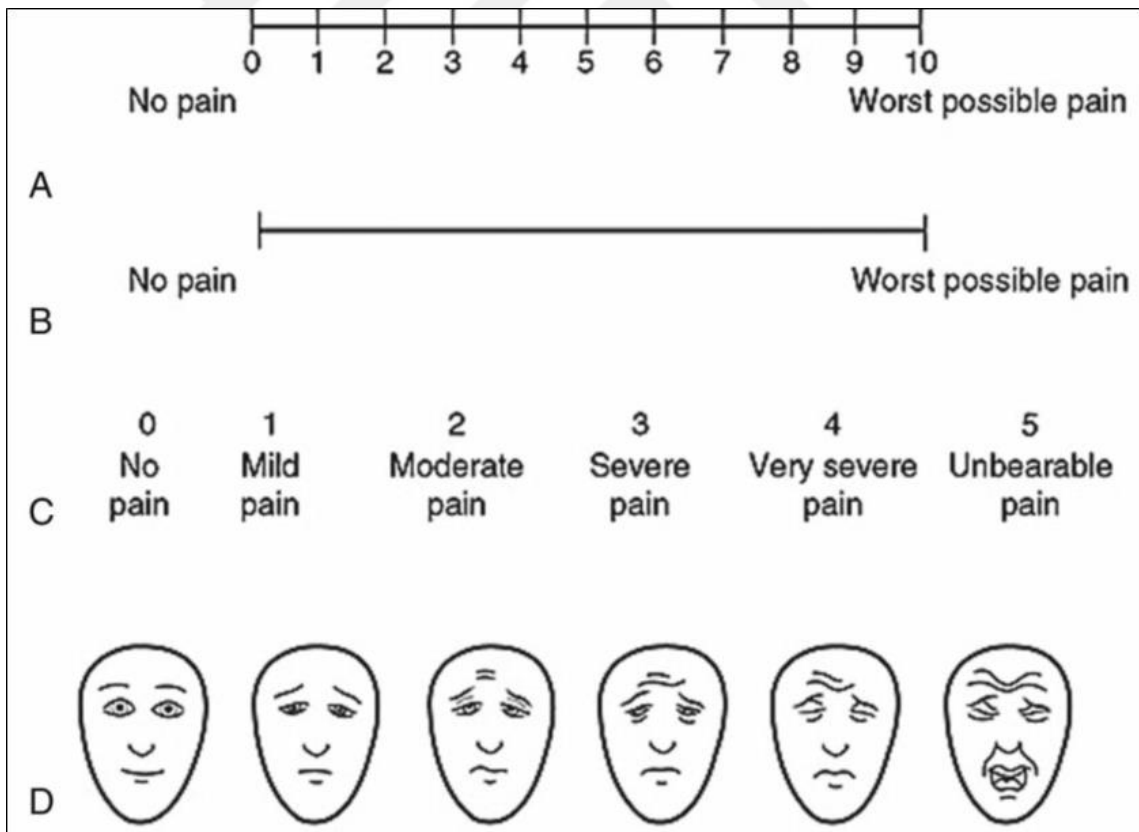 0 1 2 3 4 5 6 7 8 9 10
No pain Worst possible pain
A
No pain Worst possible pain
B
0 1 2 3 4 5
No Mild Moderate Severe Very severe Unbearable
pain pain pain pain pain pain
C
D